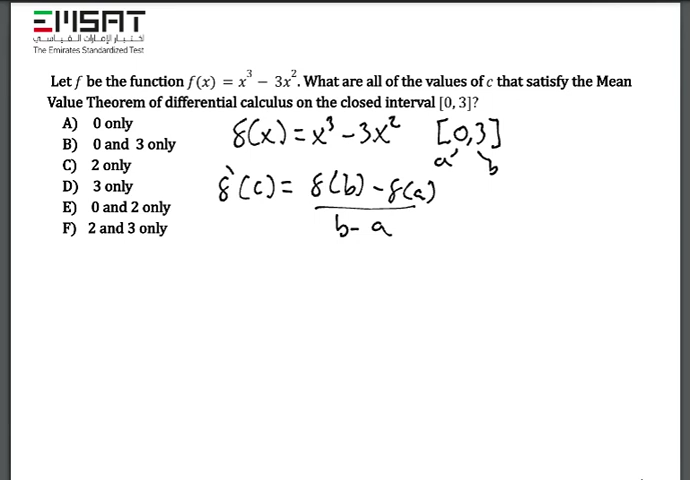 EMSAT
اختبار الإمارات القياسي
The Emirates Standardized Test
Let f be the function f(x) = x³ − 3x². What are all of the values of c that satisfy the Mean
Value Theorem of differential calculus on the closed interval [0, 3]?
A) 0 only
B) 0 and 3 only
C) 2 only
D) 3 only
E) 0 and 2 only
F) 2 and 3 only
f(x) = x³ − 3x² [0,3]
a b
f`(c) = f(b) − f(a)
b − a